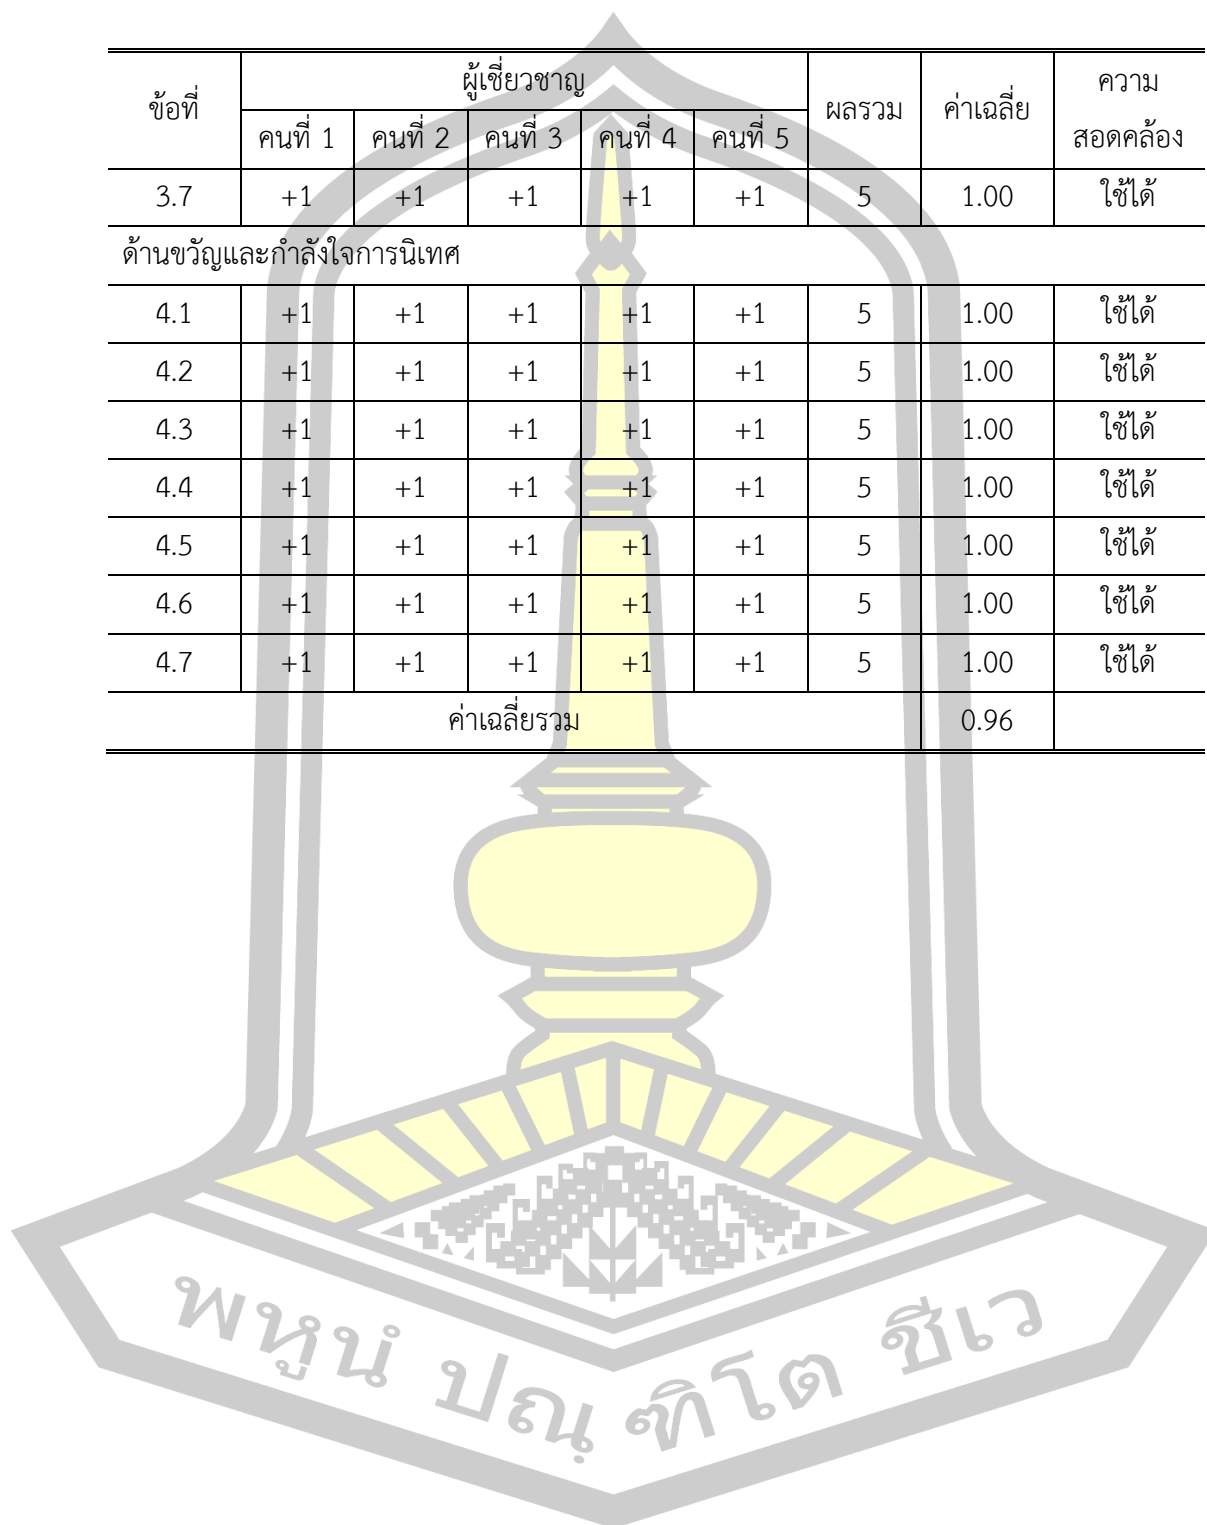 ข้อที่ ผู้เชี่ยวชาญ ผลรวม ค่าเฉลี่ย ความสอดคล้อง
คนที่ 1 คนที่ 2 คนที่ 3 คนที่ 4 คนที่ 5
3.7 +1 +1 +1 +1 +1 5 1.00 ใช้ได้
ด้านขวัญและกำลังใจการนิเทศ
4.1 +1 +1 +1 +1 +1 5 1.00 ใช้ได้
4.2 +1 +1 +1 +1 +1 5 1.00 ใช้ได้
4.3 +1 +1 +1 +1 +1 5 1.00 ใช้ได้
4.4 +1 +1 +1 +1 +1 5 1.00 ใช้ได้
4.5 +1 +1 +1 +1 +1 5 1.00 ใช้ได้
4.6 +1 +1 +1 +1 +1 5 1.00 ใช้ได้
4.7 +1 +1 +1 +1 +1 5 1.00 ใช้ได้
ค่าเฉลี่ยรวม 0.96
พหูนํ ปณฺฑิโต ชีเว